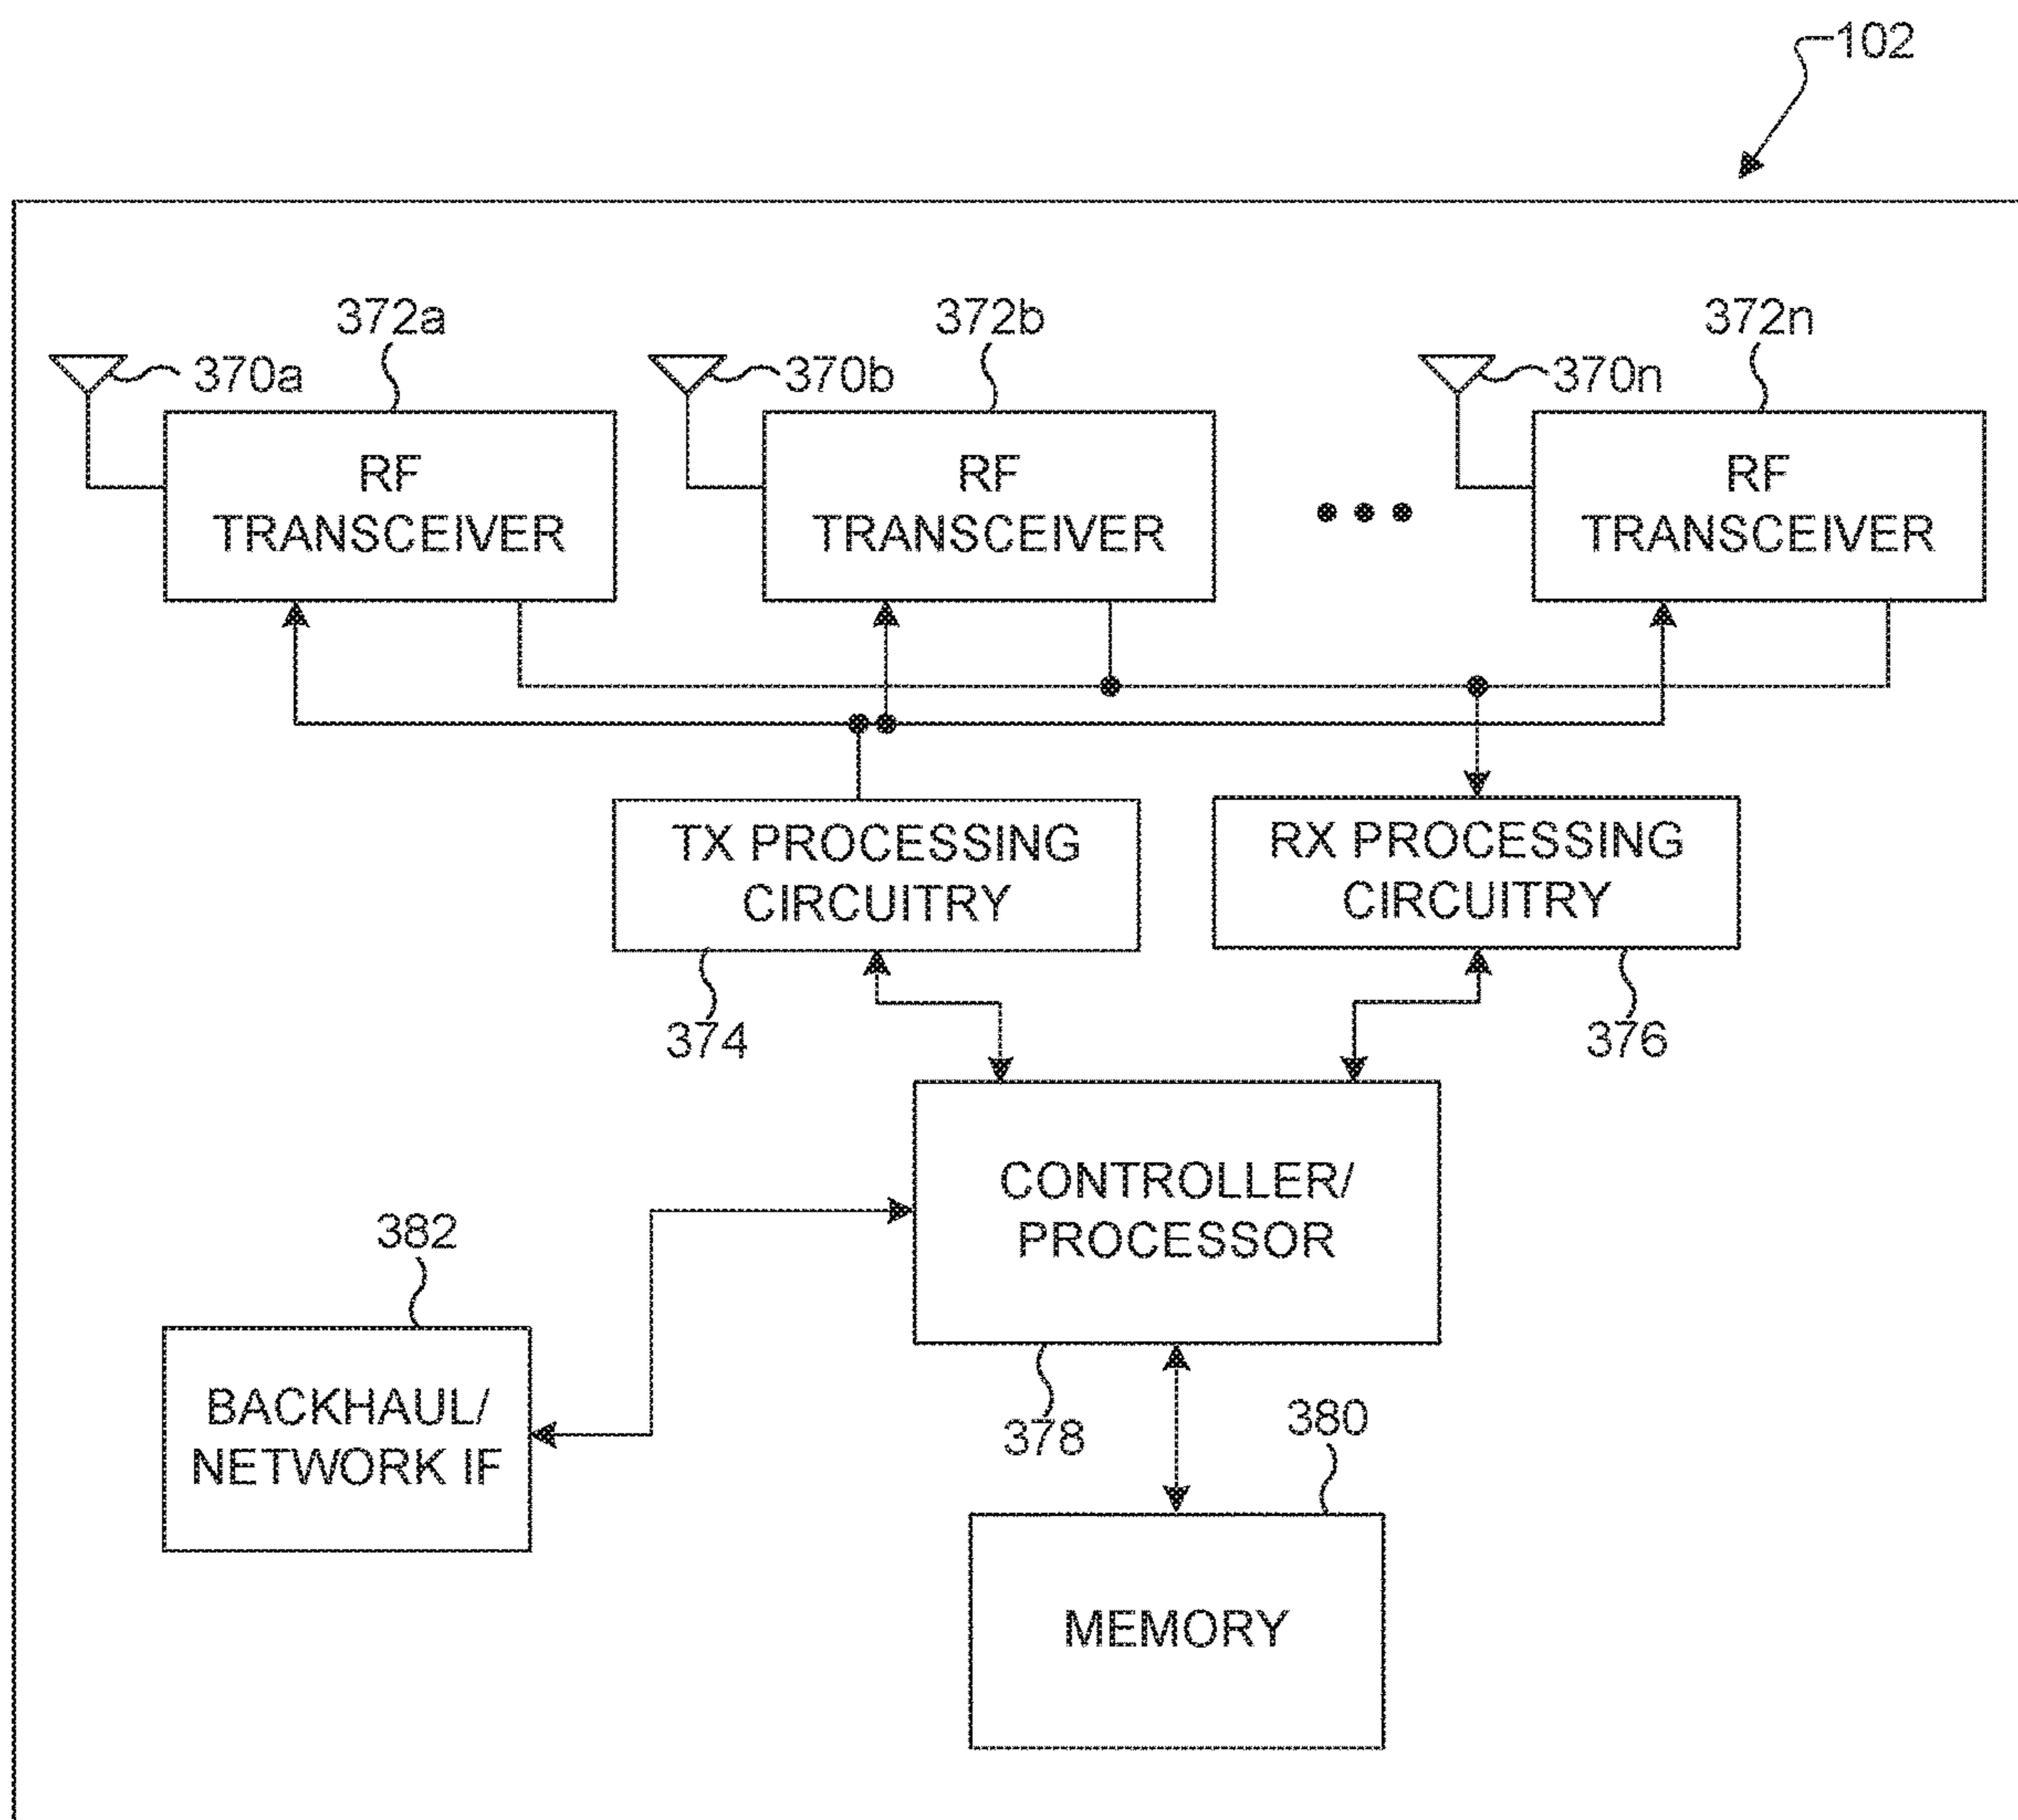 102
372a
372b
372n
370a
370b
370n
RF
TRANSCEIVER
RF
TRANSCEIVER
RF
TRANSCEIVER
TX PROCESSING
CIRCUITRY
RX PROCESSING
CIRCUITRY
374
376
CONTROLLER/
PROCESSOR
382
BACKHAUL/
NETWORK IF
378
380
MEMORY